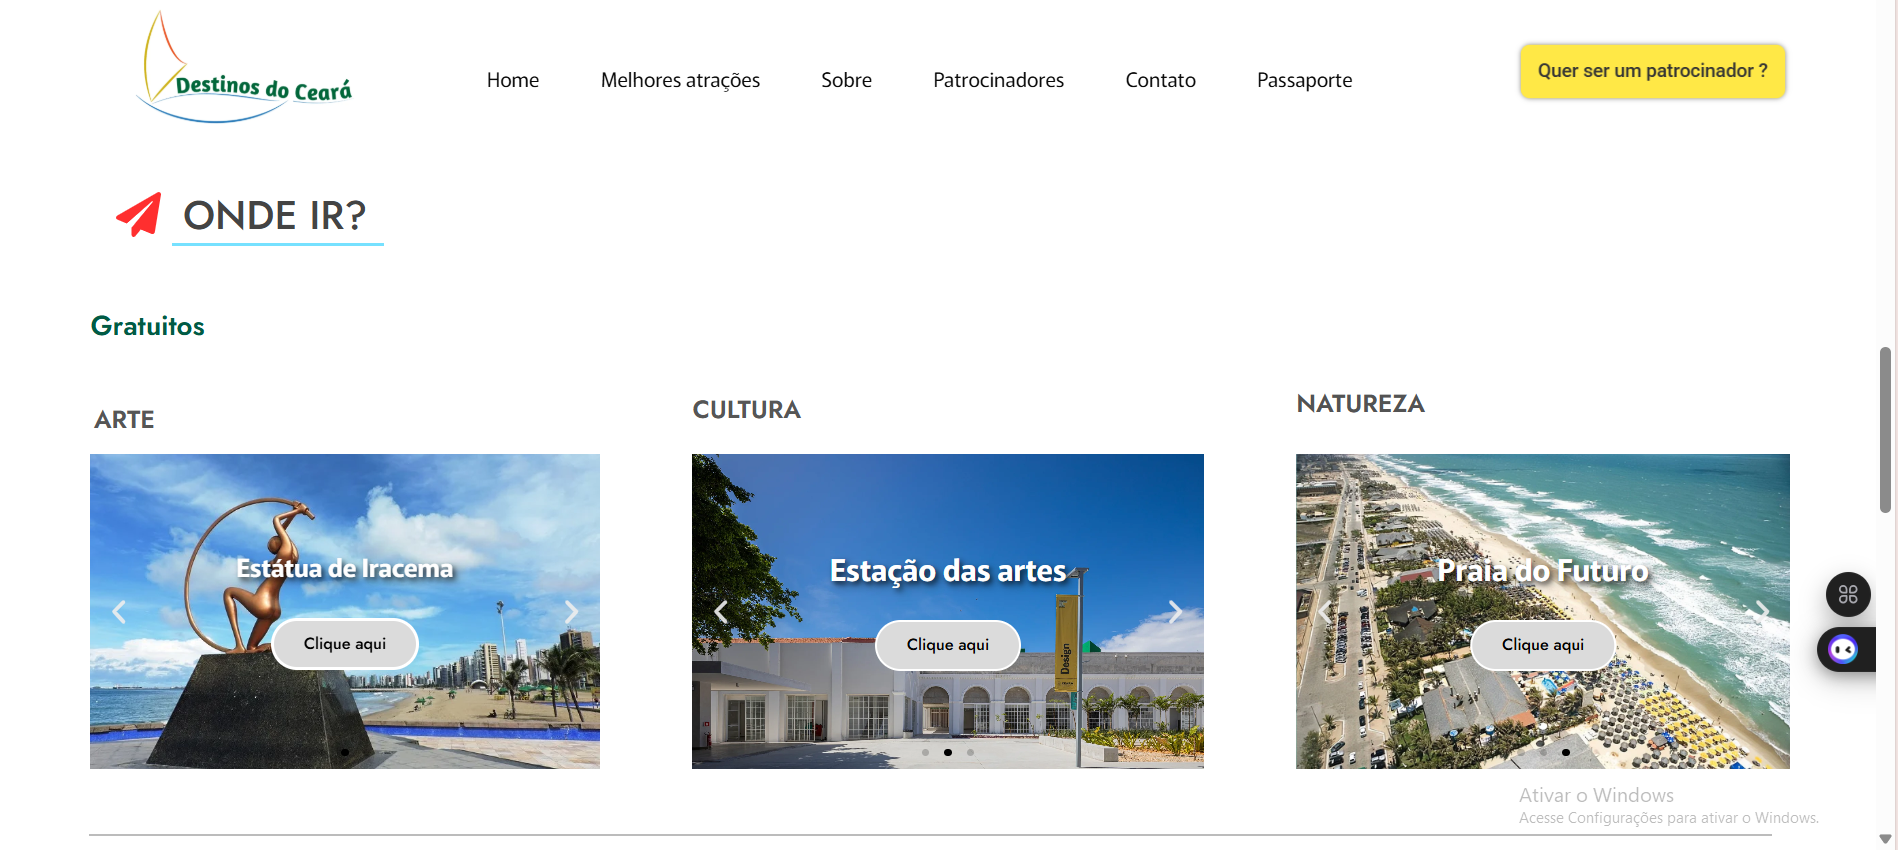 Destinos do Ceará
Home
Melhores atrações
Sobre
Patrocinadores
Contato
Passaporte
Quer ser um patrocinador ?
ONDE IR?
Gratuitos
ARTE
CULTURA
NATUREZA
Estátua de Iracema
Clique aqui
Estação das artes
Clique aqui
Design
Praia do Futuro
Clique aqui
Ativar o Windows
Acesse Configurações para ativar o Windows.